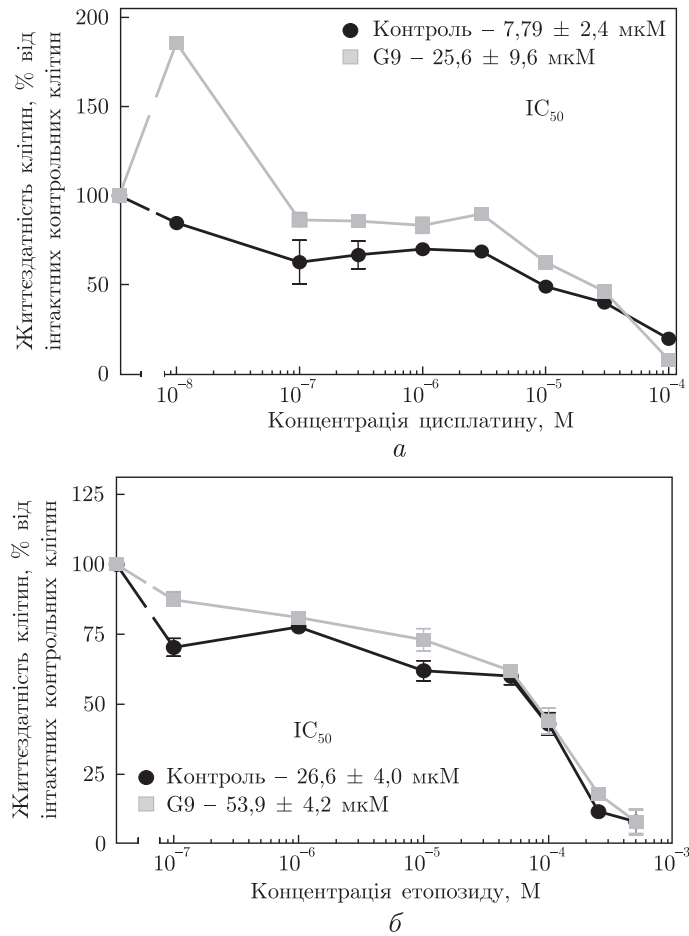 Життєздатність клітин, % від
інтактних контрольних клітин
200
150
100
50
0
Контроль – 7,79 ± 2,4 мкМ
G9 – 25,6 ± 9,6 мкМ
IC₅₀
10⁻⁸ 10⁻⁷ 10⁻⁶ 10⁻⁵ 10⁻⁴
Концентрація цисплатину, М
а
Життєздатність клітин, % від
інтактних контрольних клітин
125
100
75
50
25
0
IC₅₀
Контроль – 26,6 ± 4,0 мкМ
G9 – 53,9 ± 4,2 мкМ
10⁻⁷ 10⁻⁶ 10⁻⁵ 10⁻⁴ 10⁻³
Концентрація етопозиду, М
б